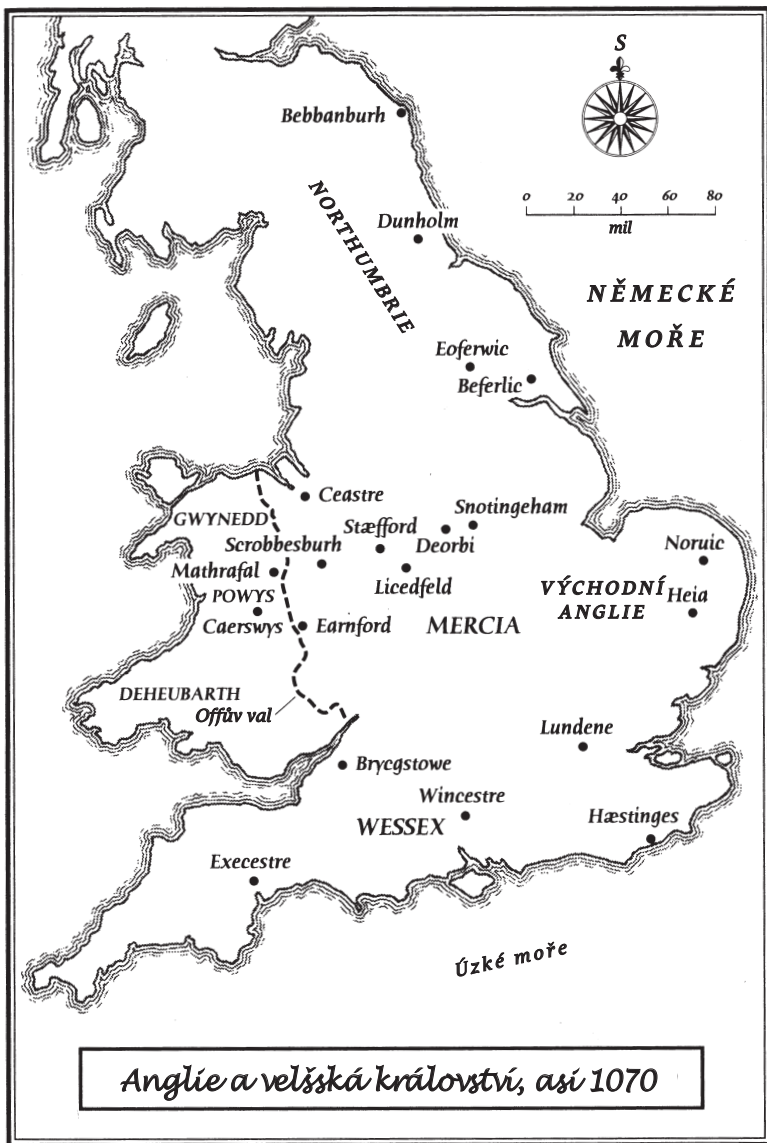 S
Bebbanburh
0 20 40 60 80
mil
NORTHUMBRIE
Dunholm
NĚMECKÉ
MOŘE
Eoferwic
Beferlic
Ceastre
Snotingeham
GWYNEDD
Stæfford
Deorbi
Scrobbesburh
Noruic
Mathrafal
Licedfeld
VÝCHODNÍ
ANGLIE
POWYS
Heia
Caerswys
Earnford
MERCIA
DEHEUBARTH
Offův val
Lundene
Brycgstowe
Wincestre
Hæstinges
WESSEX
Execestre
Úzké moře
Anglie a velšská království, asi 1070